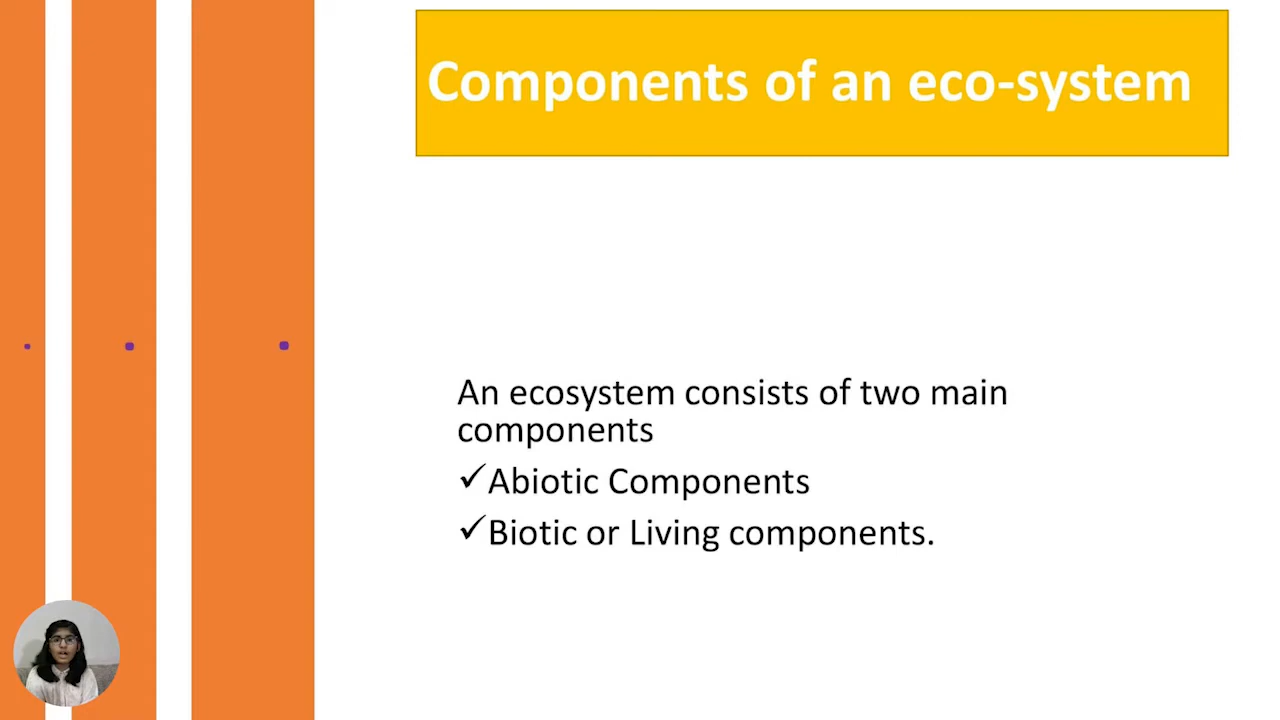 Components of an eco-system
An ecosystem consists of two main
components
✓Abiotic Components
✓Biotic or Living components.